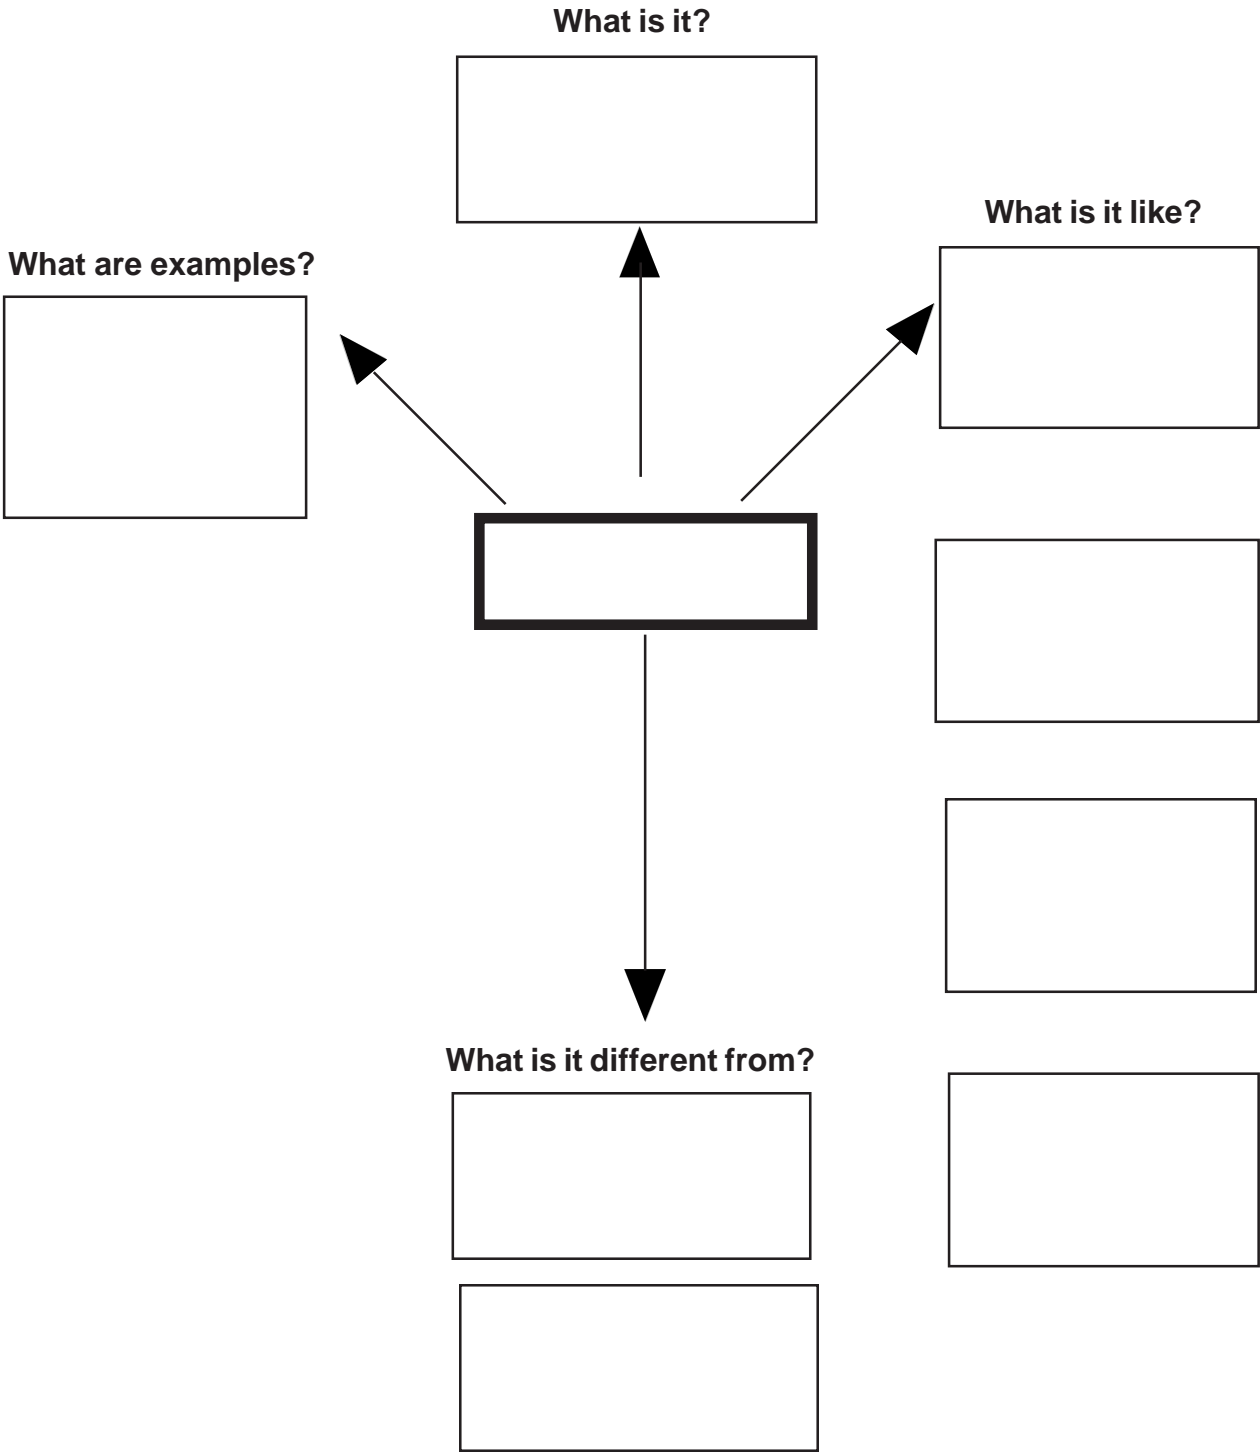 What is it?
What is it like?
What are examples?
What is it different from?